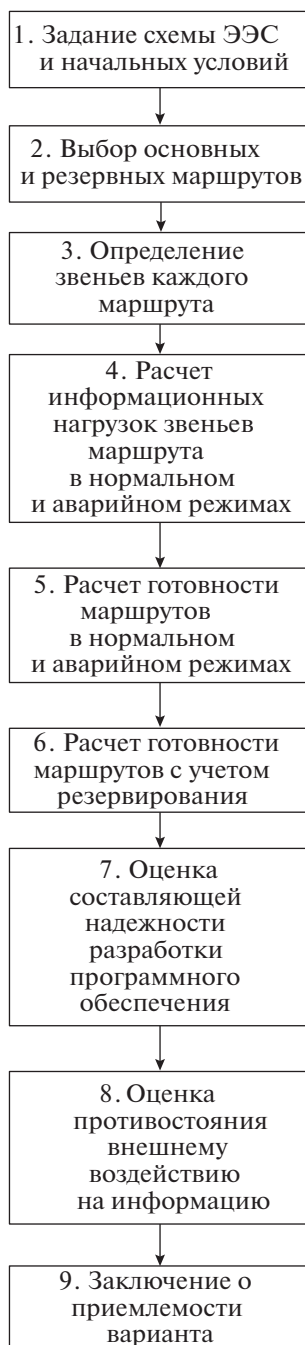 1. Задание схемы ЭЭС
и начальных условий
2. Выбор основных
и резервных маршрутов
3. Определение
звеньев каждого
маршрута
4. Расчет
информационных
нагрузок звеньев
маршрута
в нормальном
и аварийном режимах
5. Расчет готовности
маршрутов
в нормальном
и аварийном режимах
6. Расчет готовности
маршрутов с учетом
резервирования
7. Оценка
составляющей
надежности
разработки
программного
обеспечения
8. Оценка
противостояния
внешнему
воздействию
на информацию
9. Заключение о
приемлемости
варианта